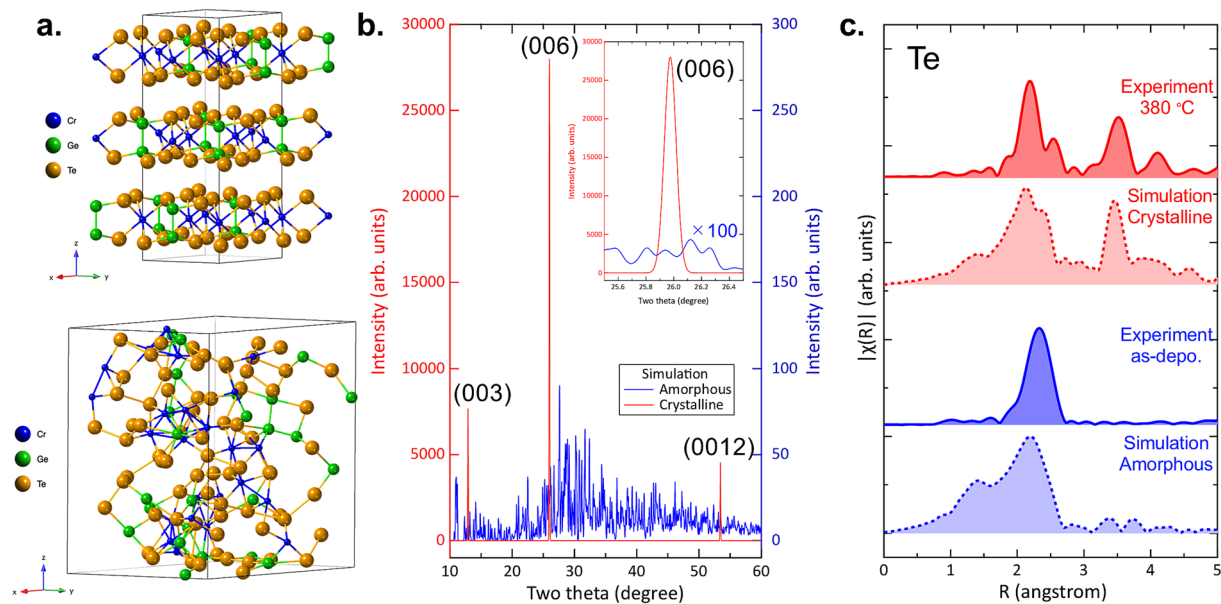 a.
Cr
Ge
Te
z
x
y
Cr
Ge
Te
z
x
y
b.
30000
25000
20000
15000
10000
5000
0
Intensity (arb. units)
300
250
200
150
100
50
0
Intensity (arb. units)
10
20
30
40
50
60
Two theta (degree)
(003)
(006)
(0012)
Simulation
Amorphous
Crystalline
30000
25000
20000
15000
10000
5000
0
Intensity (arb. units)
25.6
25.8
26.0
26.2
26.4
Two theta (degree)
(006)
×100
c.
Te
Experiment
380 °C
Simulation
Crystalline
Experiment
as-depo.
Simulation
Amorphous
|χ(R)| (arb. units)
0
1
2
3
4
5
R (angstrom)